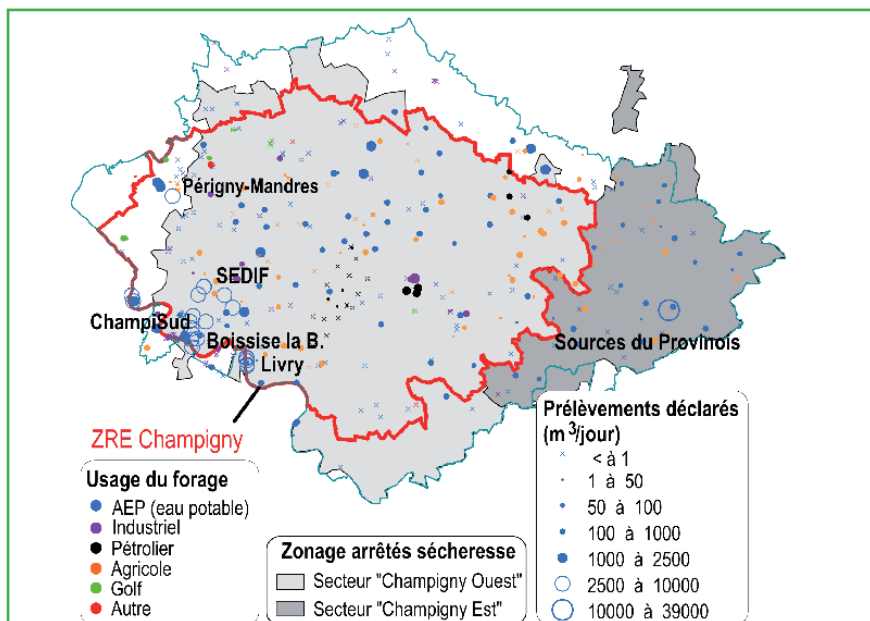 Périgny-Mandres
SEDIF
ChampiSud
Boissise la B.
Livry
Sources du Provinois
ZRE Champigny
Usage du forage
AEP (eau potable)
Industriel
Pétrolier
Agricole
Golf
Autre
Zonage arrêtés sécheresse
Secteur "Champigny Ouest"
Secteur "Champigny Est"
Prélèvements déclarés
(m³/jour)
< à 1
1 à 50
50 à 100
100 à 1000
1000 à 2500
2500 à 10000
10000 à 39000